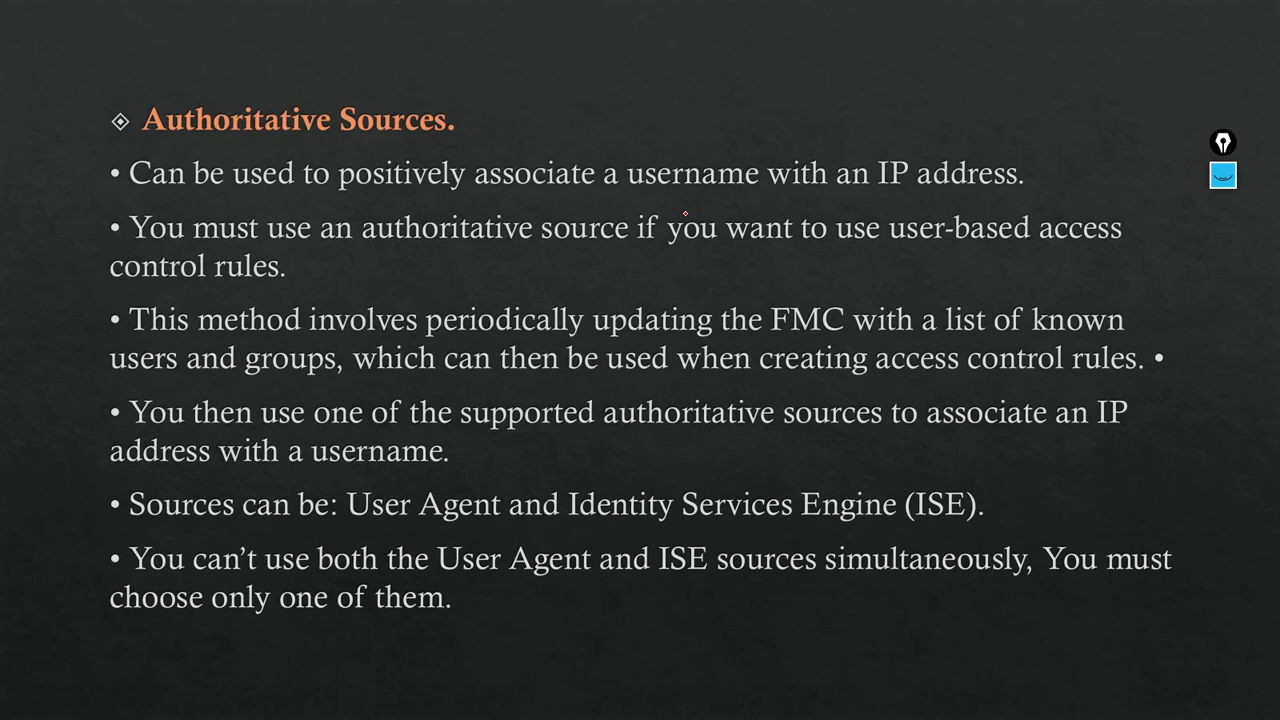 Authoritative Sources.
• Can be used to positively associate a username with an IP address.
• You must use an authoritative source if you want to use user-based access
control rules.
• This method involves periodically updating the FMC with a list of known
users and groups, which can then be used when creating access control rules. •
• You then use one of the supported authoritative sources to associate an IP
address with a username.
• Sources can be: User Agent and Identity Services Engine (ISE).
• You can’t use both the User Agent and ISE sources simultaneously, You must
choose only one of them.